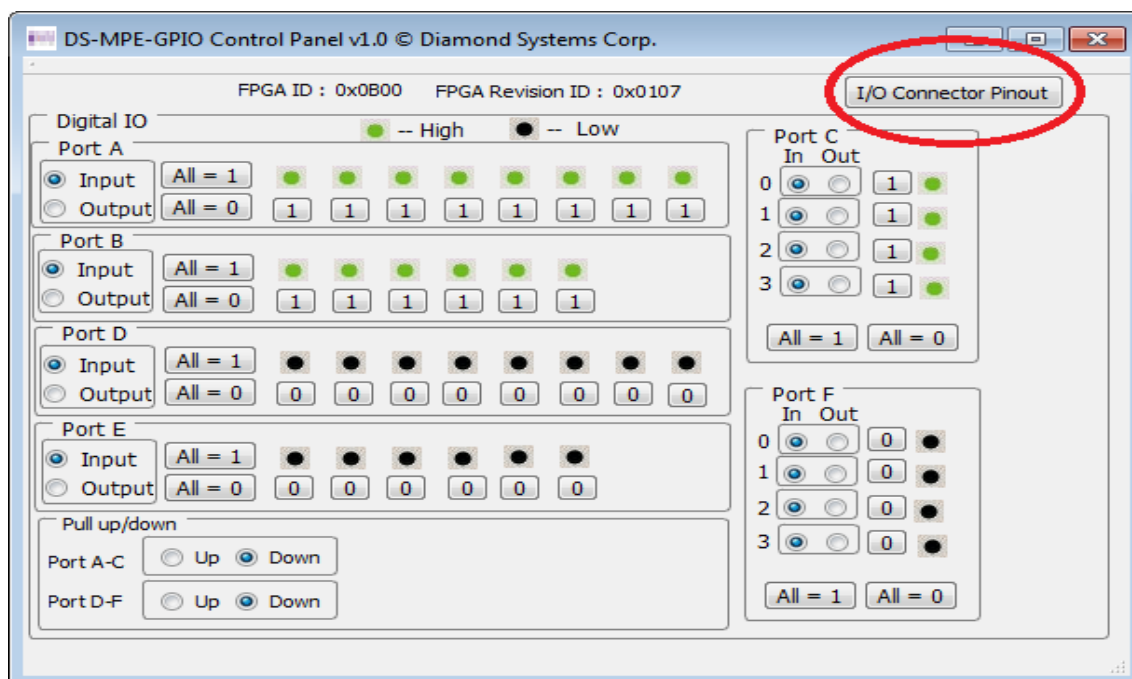 DS-MPE-GPIO Control Panel v1.0 © Diamond Systems Corp.
FPGA ID : 0x0B00 FPGA Revision ID : 0x0107 I/O Connector Pinout
Digital IO
-- High -- Low
Port A
Input All = 1
Output All = 0 1 1 1 1 1 1 1 1
Port B
Input All = 1
Output All = 0 1 1 1 1 1 1
Port D
Input All = 1
Output All = 0 0 0 0 0 0 0 0 0
Port E
Input All = 1
Output All = 0 0 0 0 0 0 0
Pull up/down
Port A-C Up Down
Port D-F Up Down
Port C
In Out
0 1
1 1
2 1
3 1
All = 1 All = 0
Port F
In Out
0 0
1 0
2 0
3 0
All = 1 All = 0